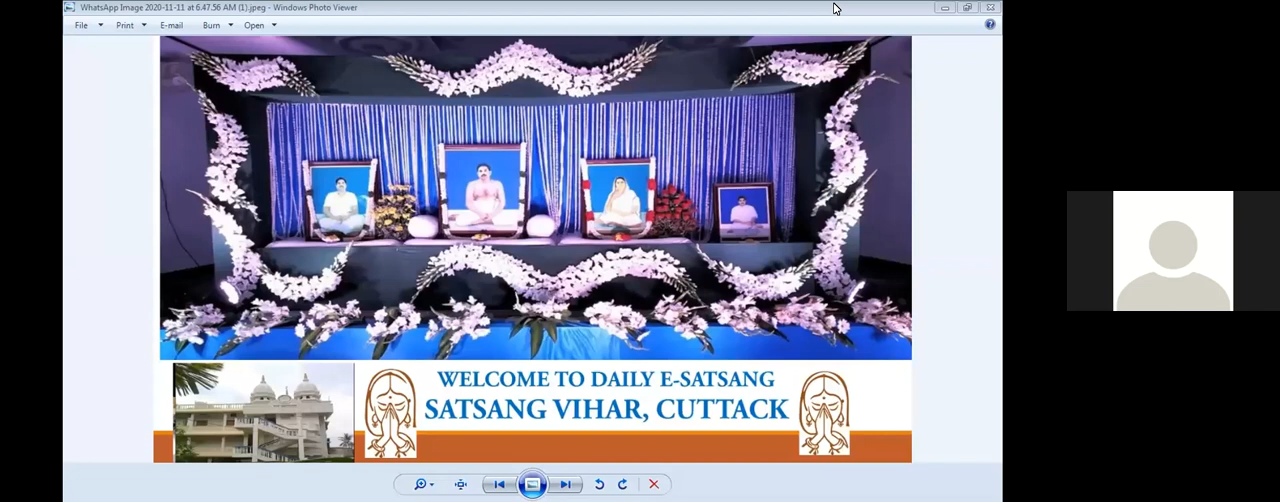 WhatsApp Image 2020-11-11 at 6.47.56 AM (1).jpeg - Windows Photo Viewer
File Print E-mail Burn Open
WELCOME TO DAILY E-SATSANG
SATSANG VIHAR, CUTTACK